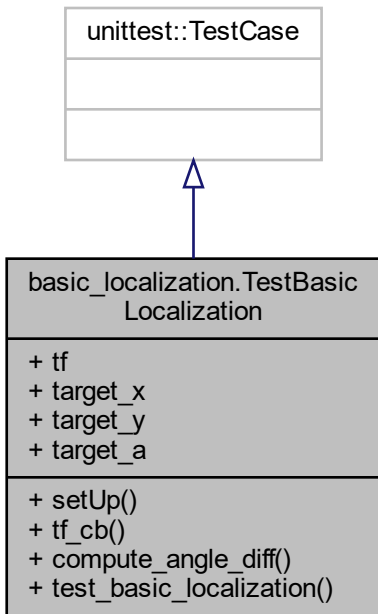 unittest::TestCase
basic_localization.TestBasic
Localization
+ tf
+ target_x
+ target_y
+ target_a
+ setUp()
+ tf_cb()
+ compute_angle_diff()
+ test_basic_localization()